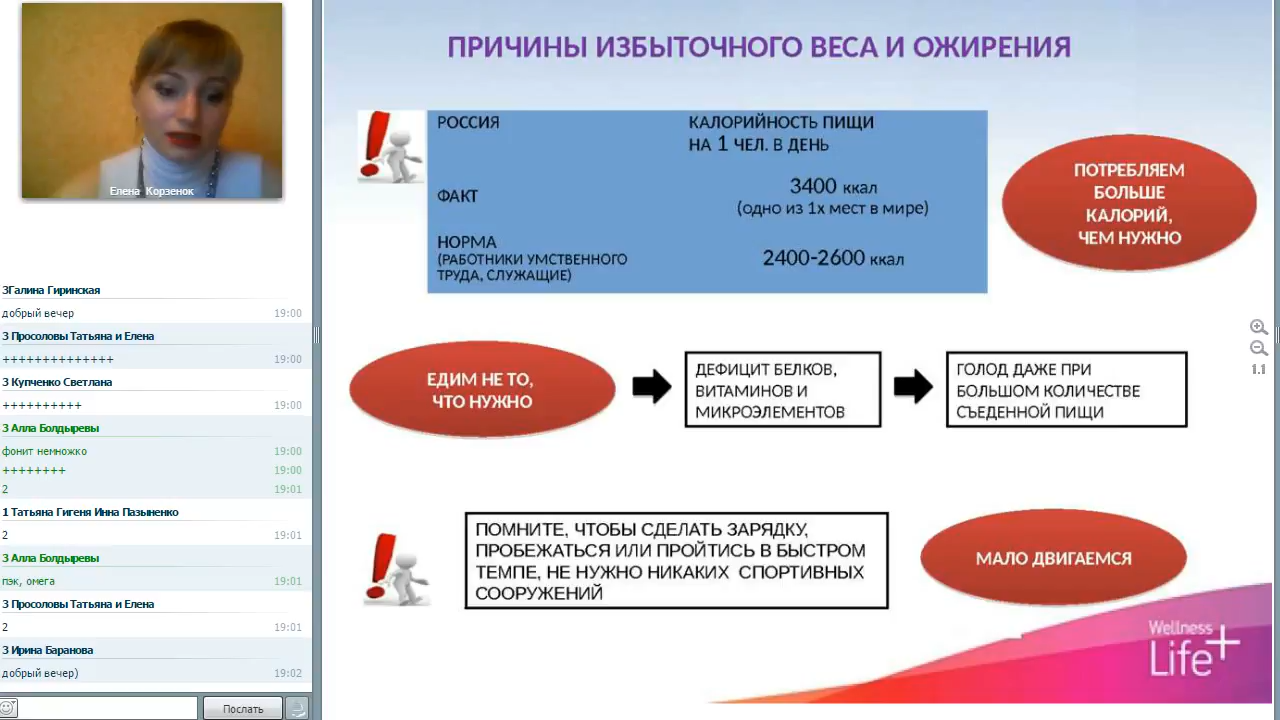 Елена Корзенок
3Галина Гиринская
добрый вечер 19:00
3 Просоловы Татьяна и Елена
++++++++++++++ 19:00
3 Купченко Светлана
++++++++++ 19:00
3 Алла Болдыревы
фонит немножко 19:00
++++++++ 19:00
2 19:01
1 Татьяна Гигеня Инна Пазыненко
2 19:01
3 Алла Болдыревы
пэк, омега 19:01
3 Просоловы Татьяна и Елена
2 19:01
3 Ирина Баранова
добрый вечер) 19:02
Послать
ПРИЧИНЫ ИЗБЫТОЧНОГО ВЕСА И ОЖИРЕНИЯ
РОССИЯ
КАЛОРИЙНОСТЬ ПИЩИ
НА 1 ЧЕЛ. В ДЕНЬ
ФАКТ
3400 ккал
(одно из 1х мест в мире)
НОРМА
(РАБОТНИКИ УМСТВЕННОГО
ТРУДА, СЛУЖАЩИЕ)
2400-2600 ккал
ПОТРЕБЛЯЕМ
БОЛЬШЕ
КАЛОРИЙ,
ЧЕМ НУЖНО
ЕДИМ НЕ ТО,
ЧТО НУЖНО
ДЕФИЦИТ БЕЛКОВ,
ВИТАМИНОВ И
МИКРОЭЛЕМЕНТОВ
ГОЛОД ДАЖЕ ПРИ
БОЛЬШОМ КОЛИЧЕСТВЕ
СЪЕДЕННОЙ ПИЩИ
1.1
ПОМНИТЕ, ЧТОБЫ СДЕЛАТЬ ЗАРЯДКУ,
ПРОБЕЖАТЬСЯ ИЛИ ПРОЙТИСЬ В БЫСТРОМ
ТЕМПЕ, НЕ НУЖНО НИКАКИХ СПОРТИВНЫХ
СООРУЖЕНИЙ
МАЛО ДВИГАЕМСЯ
Wellness
Life+